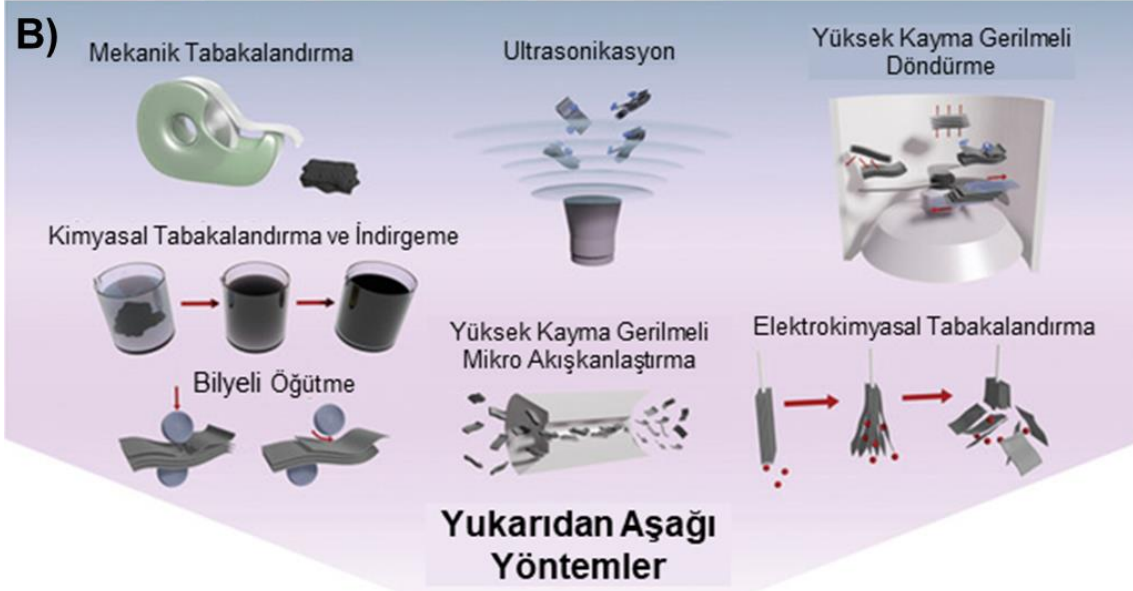 B)
Mekanik Tabakalandırma
Ultrasonikasyon
Yüksek Kayma Gerilmeli
Döndürme
Kimyasal Tabakalandırma ve İndirgeme
Bilyeli Öğütme
Yüksek Kayma Gerilmeli
Mikro Akışkanlaştırma
Elektrokimyasal Tabakalandırma
Yukarıdan Aşağı
Yöntemler